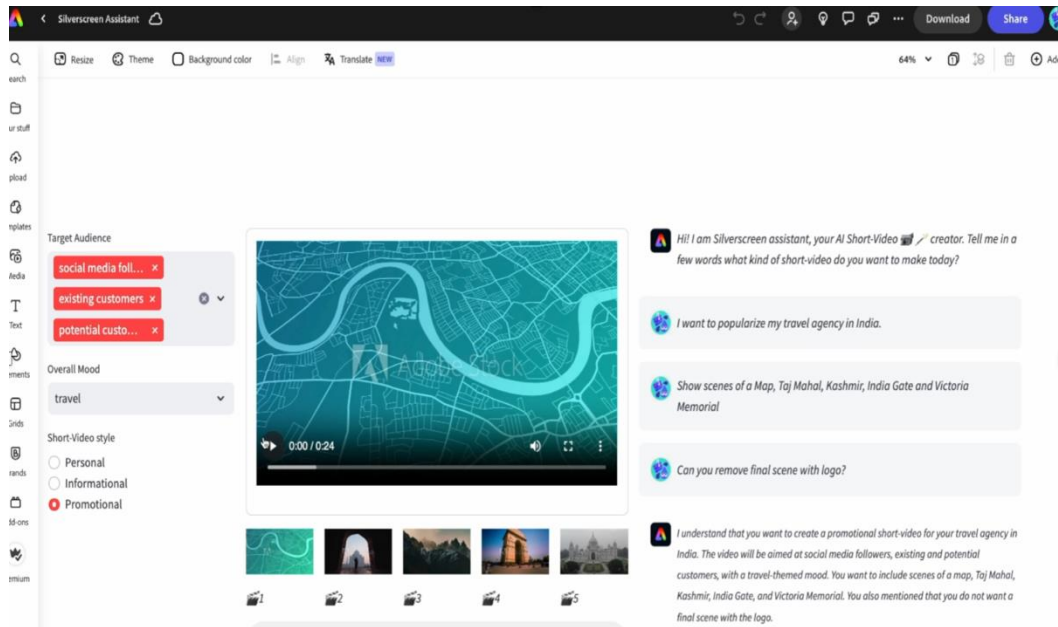 Silverscreen Assistant
Download
Share
Resize
Theme
Background color
Align
Translate NEW
64%
Ad
earch
ur stuff
pload
mplates
Media
Text
ements
Grids
rands
dd-ons
emium
Target Audience
social media foll... ×
existing customers ×
potential custo... ×
Overall Mood
travel
Short-Video style
Personal
Informational
Promotional
Adobe Stock
0:00 / 0:24
1
2
3
4
5
Hi! I am Silverscreen assistant, your AI Short-Video creator. Tell me in a
few words what kind of short-video do you want to make today?
I want to popularize my travel agency in India.
Show scenes of a Map, Taj Mahal, Kashmir, India Gate and Victoria
Memorial
Can you remove final scene with logo?
I understand that you want to create a promotional short-video for your travel agency in
India. The video will be aimed at social media followers, existing and potential
customers, with a travel-themed mood. You want to include scenes of a map, Taj Mahal,
Kashmir, India Gate, and Victoria Memorial. You also mentioned that you do not want a
final scene with the logo.